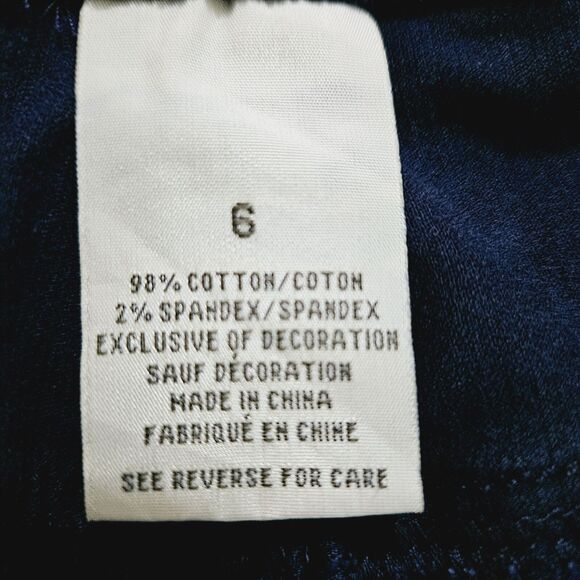 6
98% COTTON/COTON
2% SPANDEX/SPANDEX
EXCLUSIVE OF DECORATION
SAUF DÉCORATION
MADE IN CHINA
FABRIQUÉ EN CHINE
SEE REVERSE FOR CARE